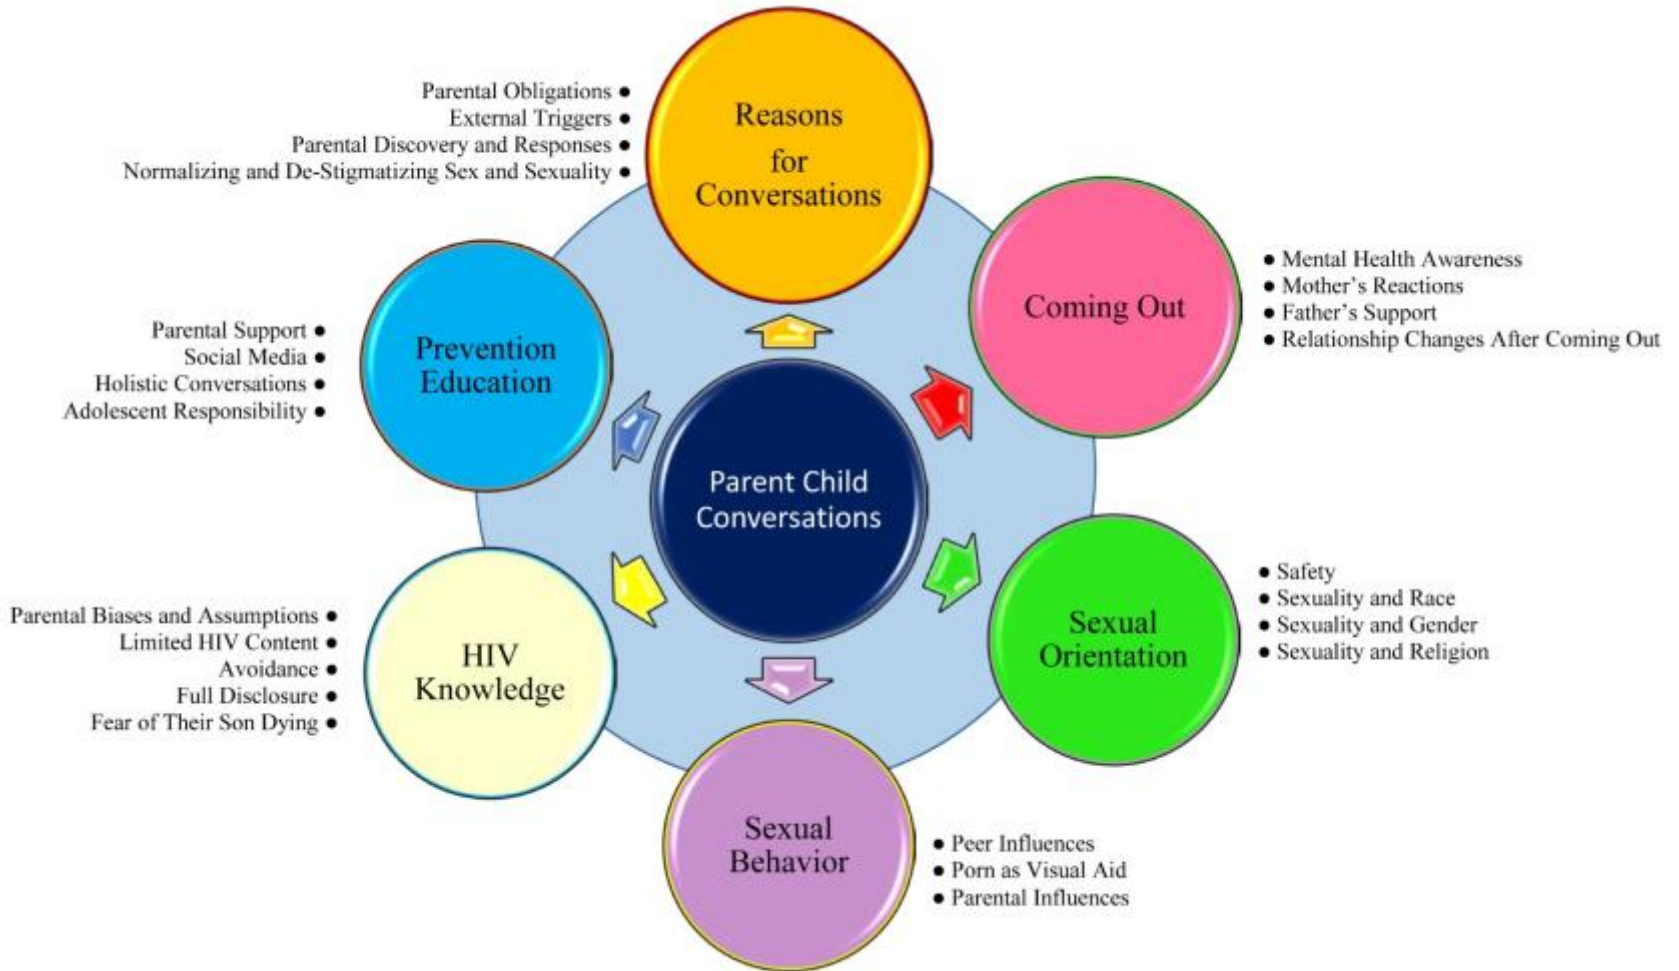 Parental Obligations ●
External Triggers ●
Parental Discovery and Responses ●
Normalizing and De-Stigmatizing Sex and Sexuality ●
Reasons
for
Conversations
Coming Out
● Mental Health Awareness
● Mother's Reactions
● Father's Support
● Relationship Changes After Coming Out
Parental Support ●
Social Media ●
Holistic Conversations ●
Adolescent Responsibility ●
Prevention
Education
Parent Child
Conversations
Sexual
Orientation
● Safety
● Sexuality and Race
● Sexuality and Gender
● Sexuality and Religion
Parental Biases and Assumptions ●
Limited HIV Content ●
Avoidance ●
Full Disclosure ●
Fear of Their Son Dying ●
HIV
Knowledge
Sexual
Behavior
● Peer Influences
● Porn as Visual Aid
● Parental Influences